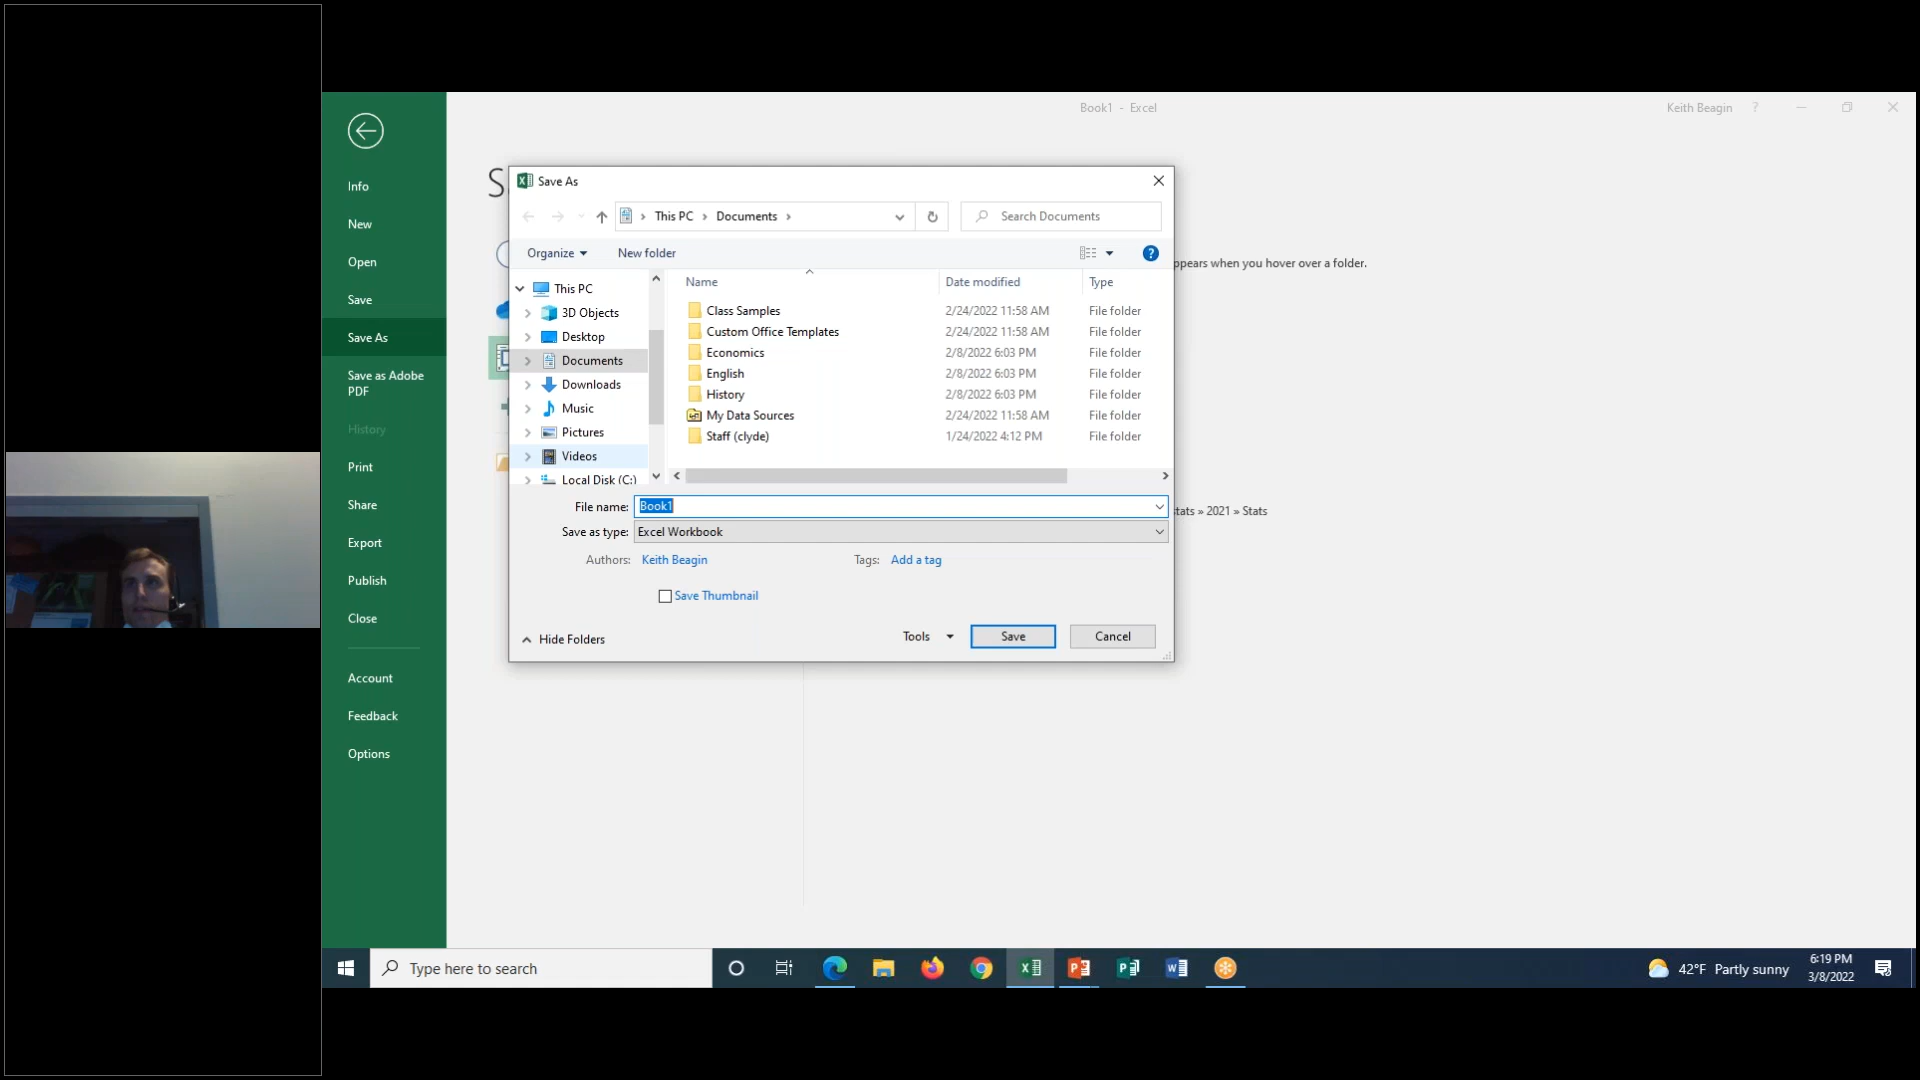 Book1 - Excel
Keith Beagin
?
Info
New
Open
Save
Save As
Save as Adobe
PDF
History
Print
Share
Export
Publish
Close
Account
Feedback
Options
Save As
This PC
Documents
Search Documents
Organize
New folder
?
ppears when you hover over a folder.
This PC
3D Objects
Desktop
Documents
Downloads
Music
Pictures
Videos
Local Disk (C:)
Name Date modified Type
Class Samples 2/24/2022 11:58 AM File folder
Custom Office Templates 2/24/2022 11:58 AM File folder
Economics 2/8/2022 6:03 PM File folder
English 2/8/2022 6:03 PM File folder
History 2/8/2022 6:03 PM File folder
My Data Sources 2/24/2022 11:58 AM File folder
Staff (clyde) 1/24/2022 4:12 PM File folder
File name: Book1
Save as type: Excel Workbook
tats » 2021 » Stats
Authors: Keith Beagin Tags: Add a tag
Save Thumbnail
Hide Folders
Tools
Save
Cancel
Type here to search
42°F Partly sunny
6:19 PM
3/8/2022